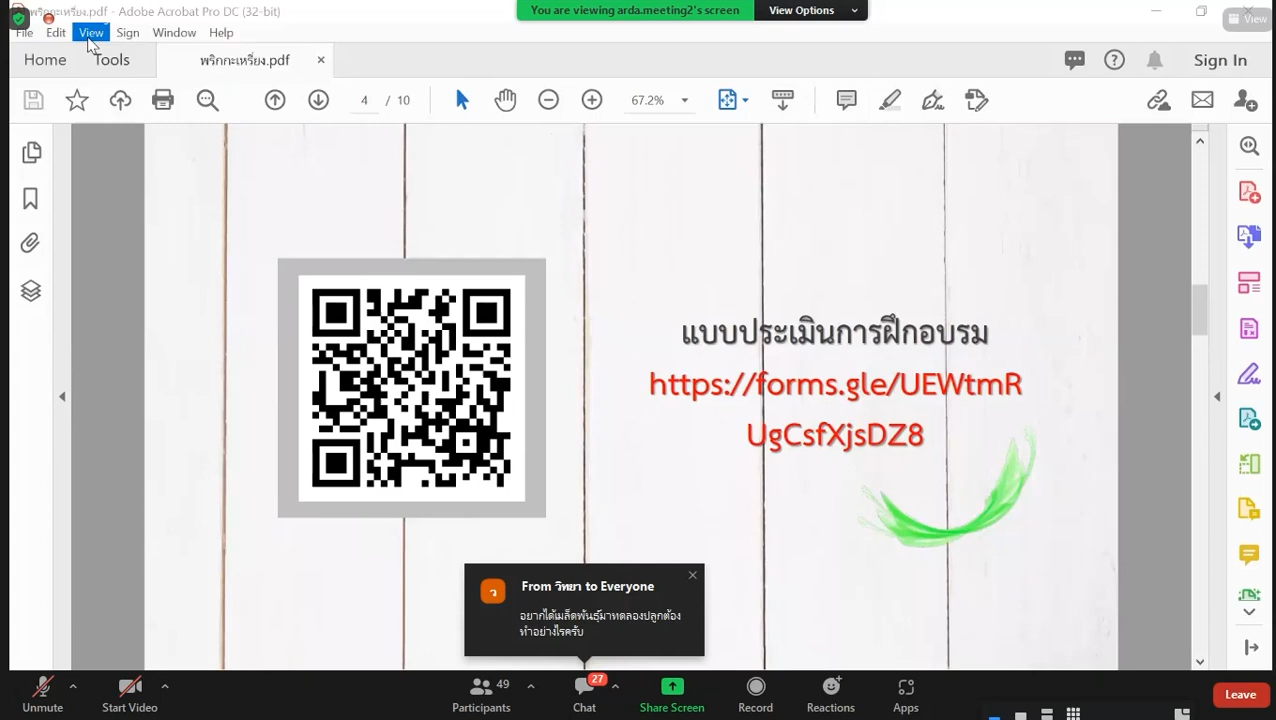 พริกกะเหรี่ยง.pdf - Adobe Acrobat Pro DC (32-bit)
You are viewing arda.meeting2's screen
View Options
View
File Edit View Sign Window Help
Home Tools พริกกะเหรี่ยง.pdf Sign In
4 / 10 67.2%
แบบประเมินการฝึกอบรม
https://forms.gle/UEWtmR
UgCsfXjsDZ8
ว
From วิทยา to Everyone
อยากได้เมล็ดพันธุ์มาทดลองปลูกต้อง
ทำอย่างไรครับ
49 27
Unmute Start Video Participants Chat Share Screen Record Reactions Apps Leave